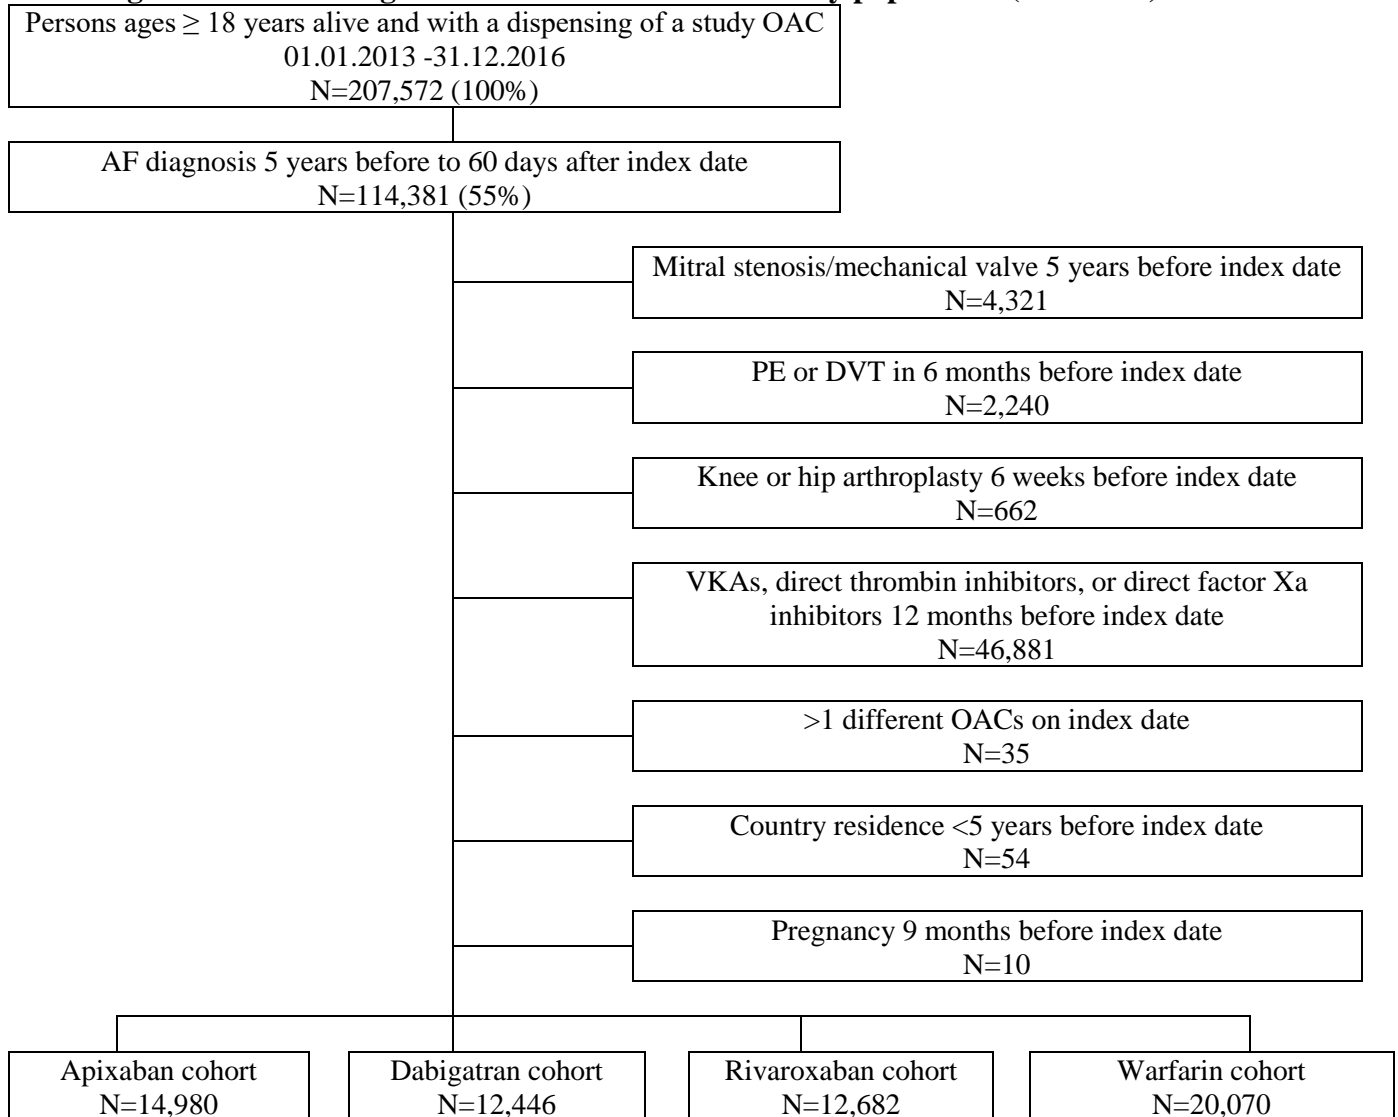 Persons ages ≥ 18 years alive and with a dispensing of a study OAC
01.01.2013 -31.12.2016
N=207,572 (100%)
AF diagnosis 5 years before to 60 days after index date
N=114,381 (55%)
Mitral stenosis/mechanical valve 5 years before index date
N=4,321
PE or DVT in 6 months before index date
N=2,240
Knee or hip arthroplasty 6 weeks before index date
N=662
VKAs, direct thrombin inhibitors, or direct factor Xa
inhibitors 12 months before index date
N=46,881
>1 different OACs on index date
N=35
Country residence <5 years before index date
N=54
Pregnancy 9 months before index date
N=10
Apixaban cohort
N=14,980
Dabigatran cohort
N=12,446
Rivaroxaban cohort
N=12,682
Warfarin cohort
N=20,070